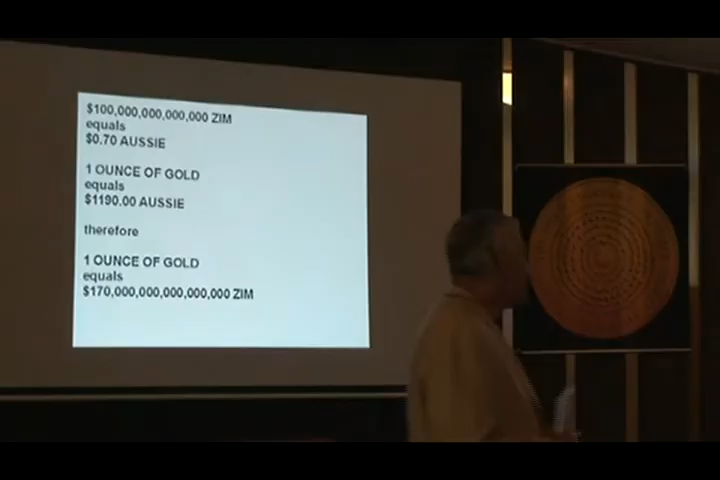 $100,000,000,000,000 ZIM
equals
$0.70 AUSSIE
1 OUNCE OF GOLD
equals
$1190.00 AUSSIE
therefore
1 OUNCE OF GOLD
equals
$170,000,000,000,000,000 ZIM